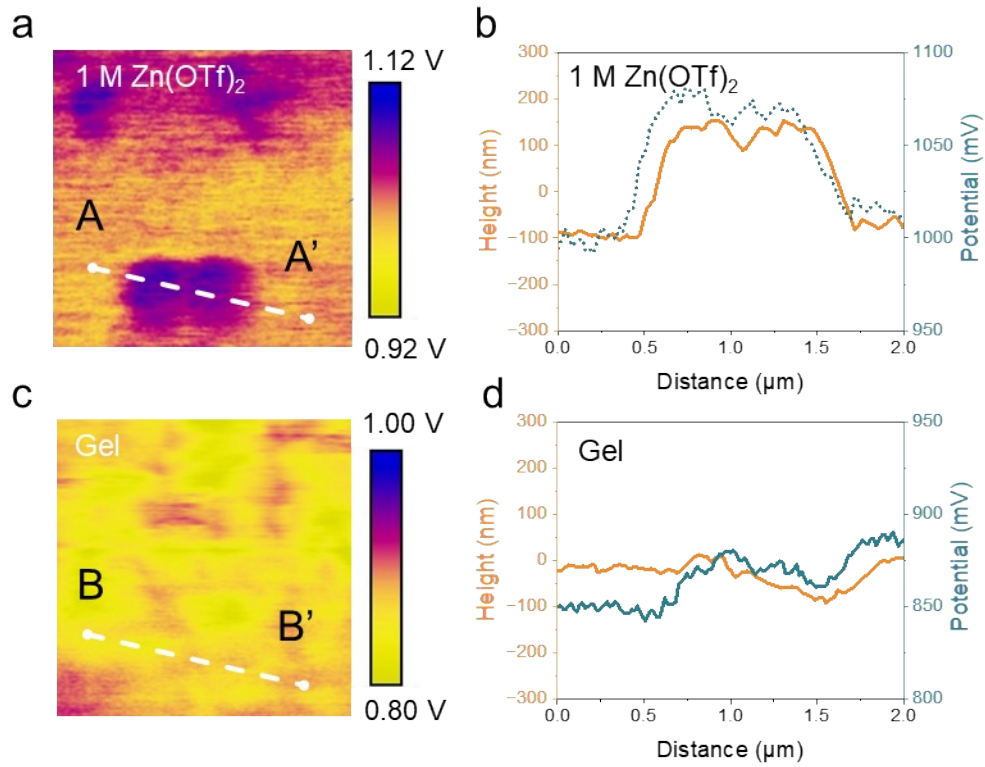 a
1 M Zn(OTf)₂
A
A'
1.12 V
0.92 V
b
1 M Zn(OTf)₂
300
200
100
0
−100
−200
−300
Height (nm)
1100
1050
1000
950
Potential (mV)
0.0 0.5 1.0 1.5 2.0
Distance (µm)
c
Gel
B
B'
1.00 V
0.80 V
d
Gel
300
200
100
0
−100
−200
−300
Height (nm)
950
900
850
800
Potential (mV)
0.0 0.5 1.0 1.5 2.0
Distance (µm)